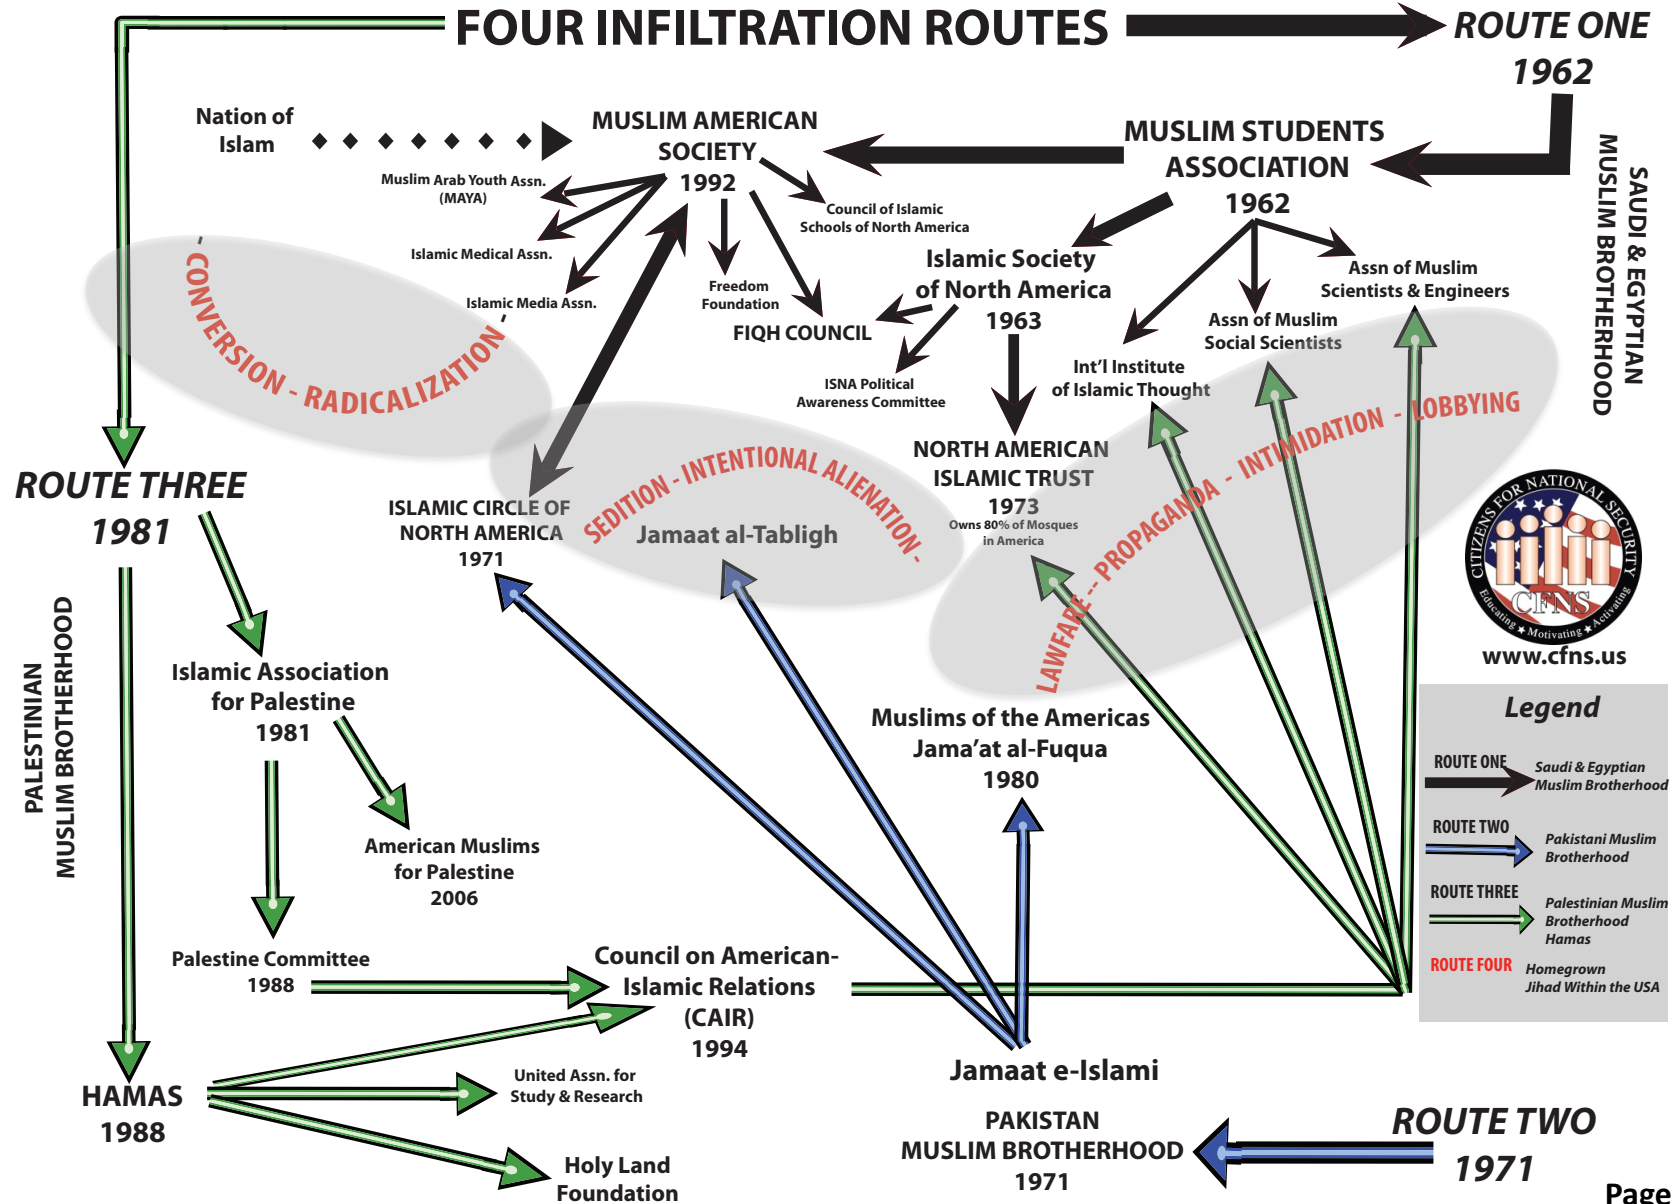 FOUR INFILTRATION ROUTES
ROUTE ONE
1962
SAUDI & EGYPTIAN
MUSLIM BROTHERHOOD
Nation of
Islam
MUSLIM AMERICAN
SOCIETY
1992
MUSLIM STUDENTS
ASSOCIATION
1962
Muslim Arab Youth Assn.
(MAYA)
Islamic Medical Assn.
Islamic Media Assn.
Freedom
Foundation
FIQH COUNCIL
Council of Islamic
Schools of North America
Islamic Society
of North America
1963
ISNA Political
Awareness Committee
Assn of Muslim
Scientists & Engineers
Assn of Muslim
Social Scientists
Int'l Institute
of Islamic Thought
CONVERSION - RADICALIZATION
SEDITION - INTENTIONAL ALIENATION -
LAWFARE -- PROPAGANDA - INTIMIDATION - LOBBYING
NORTH AMERICAN
ISLAMIC TRUST
1973
Owns 80% of Mosques
in America
ROUTE THREE
1981
ISLAMIC CIRCLE OF
NORTH AMERICA
1971
Jamaat al-Tabligh
CITIZENS FOR NATIONAL SECURITY
CFNS
Educating ★ Motivating ★ Activating
www.cfns.us
PALESTINIAN
MUSLIM BROTHERHOOD
Islamic Association
for Palestine
1981
Muslims of the Americas
Jama'at al-Fuqua
1980
American Muslims
for Palestine
2006
Palestine Committee
1988
Council on American-
Islamic Relations
(CAIR)
1994
HAMAS
1988
United Assn. for
Study & Research
Holy Land
Foundation
Jamaat e-Islami
PAKISTAN
MUSLIM BROTHERHOOD
1971
ROUTE TWO
1971
Legend
ROUTE ONE
Saudi & Egyptian
Muslim Brotherhood
ROUTE TWO
Pakistani Muslim
Brotherhood
ROUTE THREE
Palestinian Muslim
Brotherhood
Hamas
ROUTE FOUR
Homegrown
Jihad Within the USA
Page